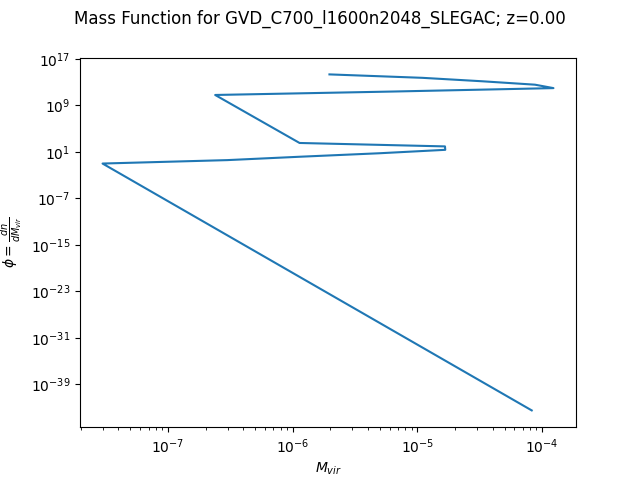 Mass Function for GVD_C700_l1600n2048_SLEGAC; z=0.00
10^17
10^9
10^1
10^-7
10^-15
10^-23
10^-31
10^-39
ϕ = dn/dM_vir
10^-7 10^-6 10^-5 10^-4
M_vir